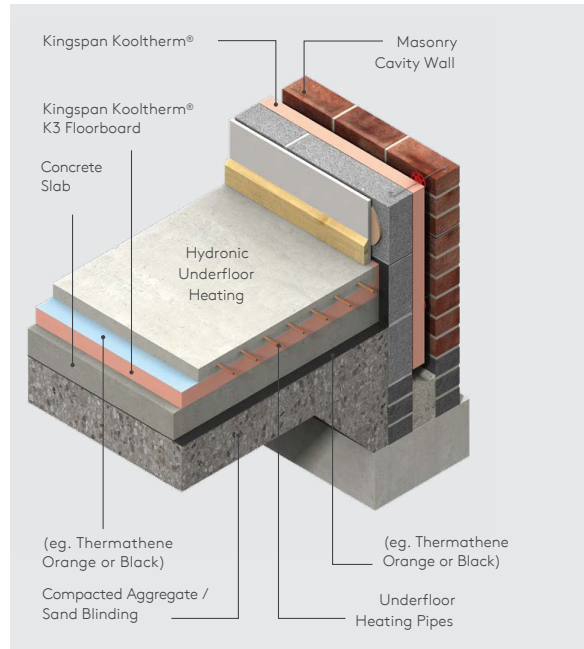 Kingspan Kooltherm®
Masonry
Cavity Wall
Kingspan Kooltherm®
K3 Floorboard
Concrete
Slab
Hydronic
Underfloor
Heating
(eg. Thermathene
Orange or Black)
(eg. Thermathene
Orange or Black)
Compacted Aggregate /
Sand Blinding
Underfloor
Heating Pipes